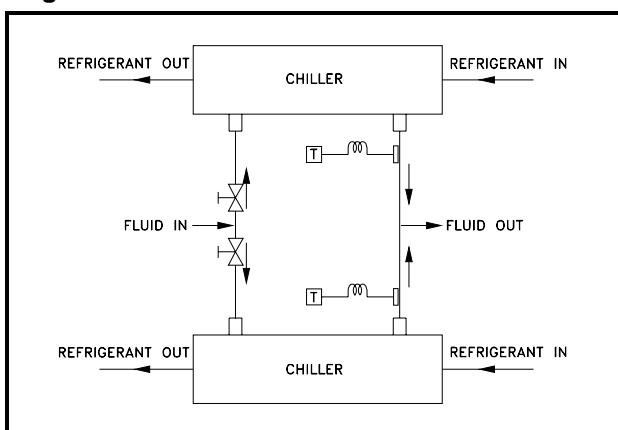 REFRIGERANT OUT
CHILLER
REFRIGERANT IN
T
FLUID IN
FLUID OUT
T
REFRIGERANT OUT
CHILLER
REFRIGERANT IN